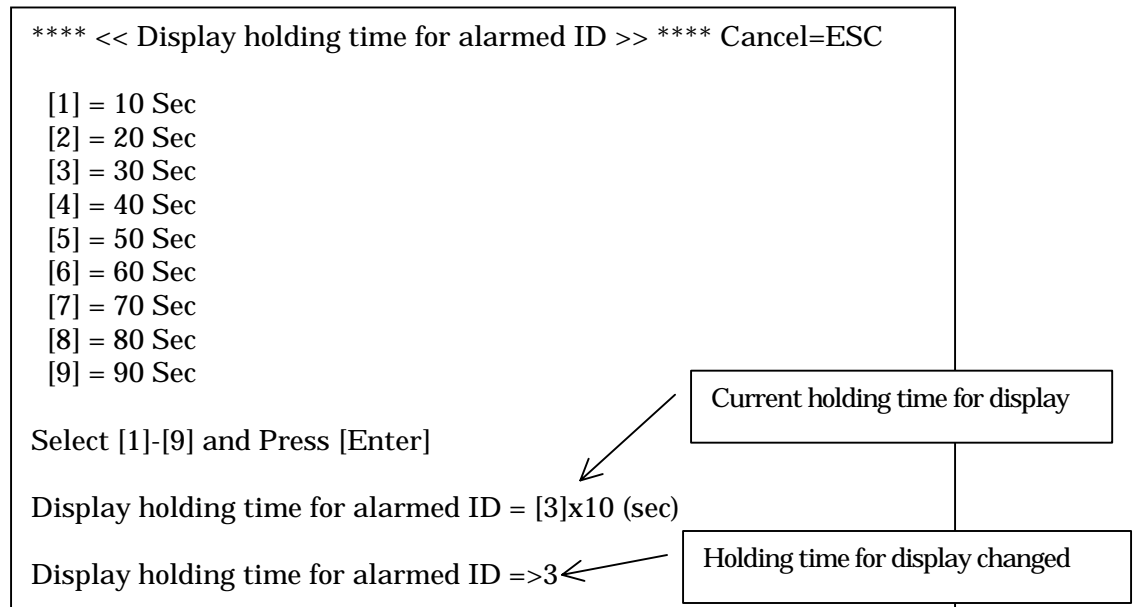 **** << Display holding time for alarmed ID >> **** Cancel=ESC
[1] = 10 Sec
[2] = 20 Sec
[3] = 30 Sec
[4] = 40 Sec
[5] = 50 Sec
[6] = 60 Sec
[7] = 70 Sec
[8] = 80 Sec
[9] = 90 Sec
Current holding time for display
Select [1]-[9] and Press [Enter]
Display holding time for alarmed ID = [3]x10 (sec)
Holding time for display changed
Display holding time for alarmed ID =>3